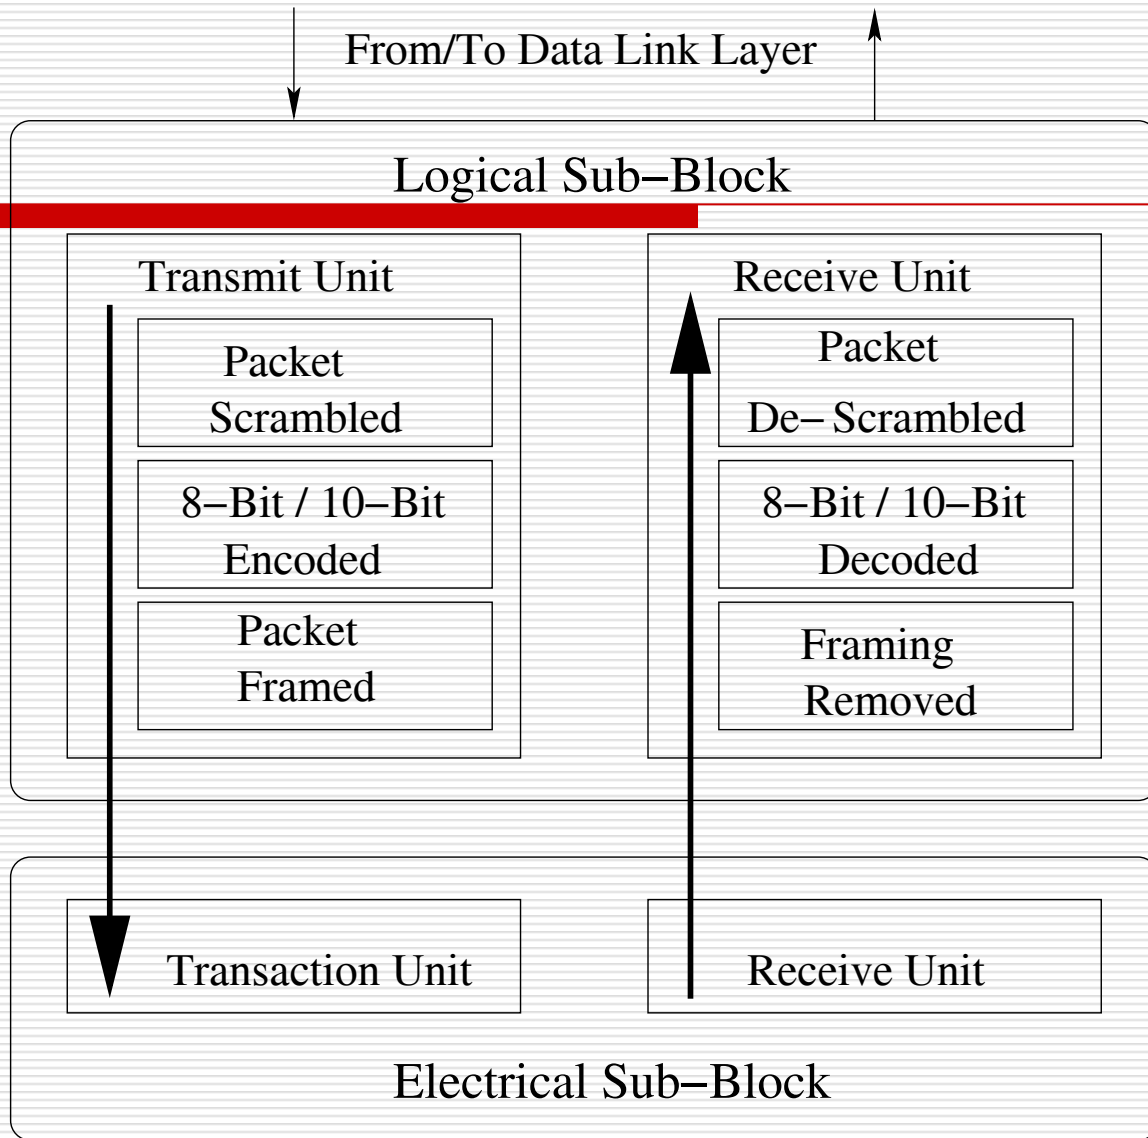 From/To Data Link Layer
Logical Sub−Block
Transmit Unit
Packet
Scrambled
8−Bit / 10−Bit
Encoded
Packet
Framed
Receive Unit
Packet
De− Scrambled
8−Bit / 10−Bit
Decoded
Framing
Removed
Transaction Unit
Receive Unit
Electrical Sub−Block